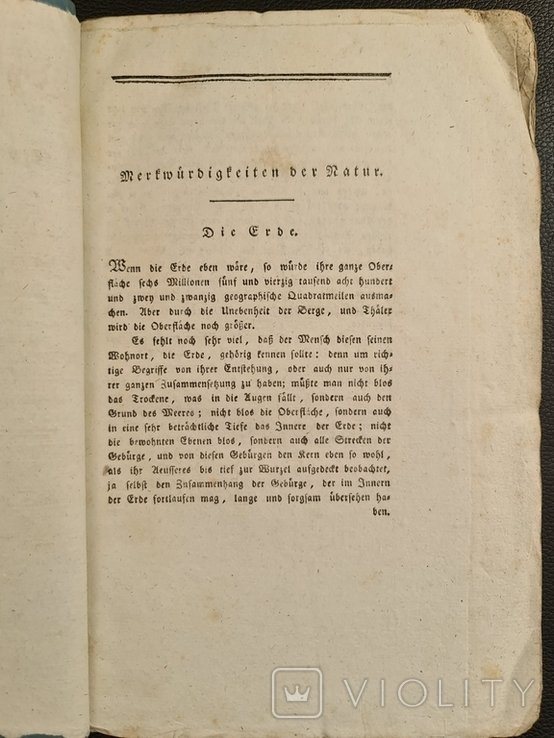 Merkwürdigkeiten der Natur.
Die Erde.
Wenn die Erde eben wäre, so würde ihre ganze Ober-
fläche sechs Millionen fünf und vierzig tausend acht hundert
und zwey und zwanzig geographische Quadratmeilen ausma-
chen. Aber durch die Unebenheit der Berge, und Thäler
wird die Oberfläche noch größer.
Es fehlt noch sehr viel, daß der Mensch diesen seinen
Wohnort, die Erde, gehörig kennen sollte: denn um rich-
tige Begriffe von ihrer Entstehung, oder auch nur von ih-
rer ganzen Zusammensetzung zu haben; müßte man nicht blos
das Trockene, was in die Augen fällt, sondern auch den
Grund des Meeres; nicht blos die Oberfläche, sondern auch
in eine sehr beträchtliche Tiefe das Innere der Erde; nicht
die bewohnten Ebenen blos, sondern auch alle Strecken der
Gebürge, und von diesen Gebürgen den Kern eben so wohl,
als ihr Aeusseres bis tief zur Wurzel aufgedeckt beobachtet,
ja selbst den Zusammenhang der Gebürge, der im Innern
der Erde fortlaufen mag, lange und sorgsam übersehen ha-
ben.
VIOLITY